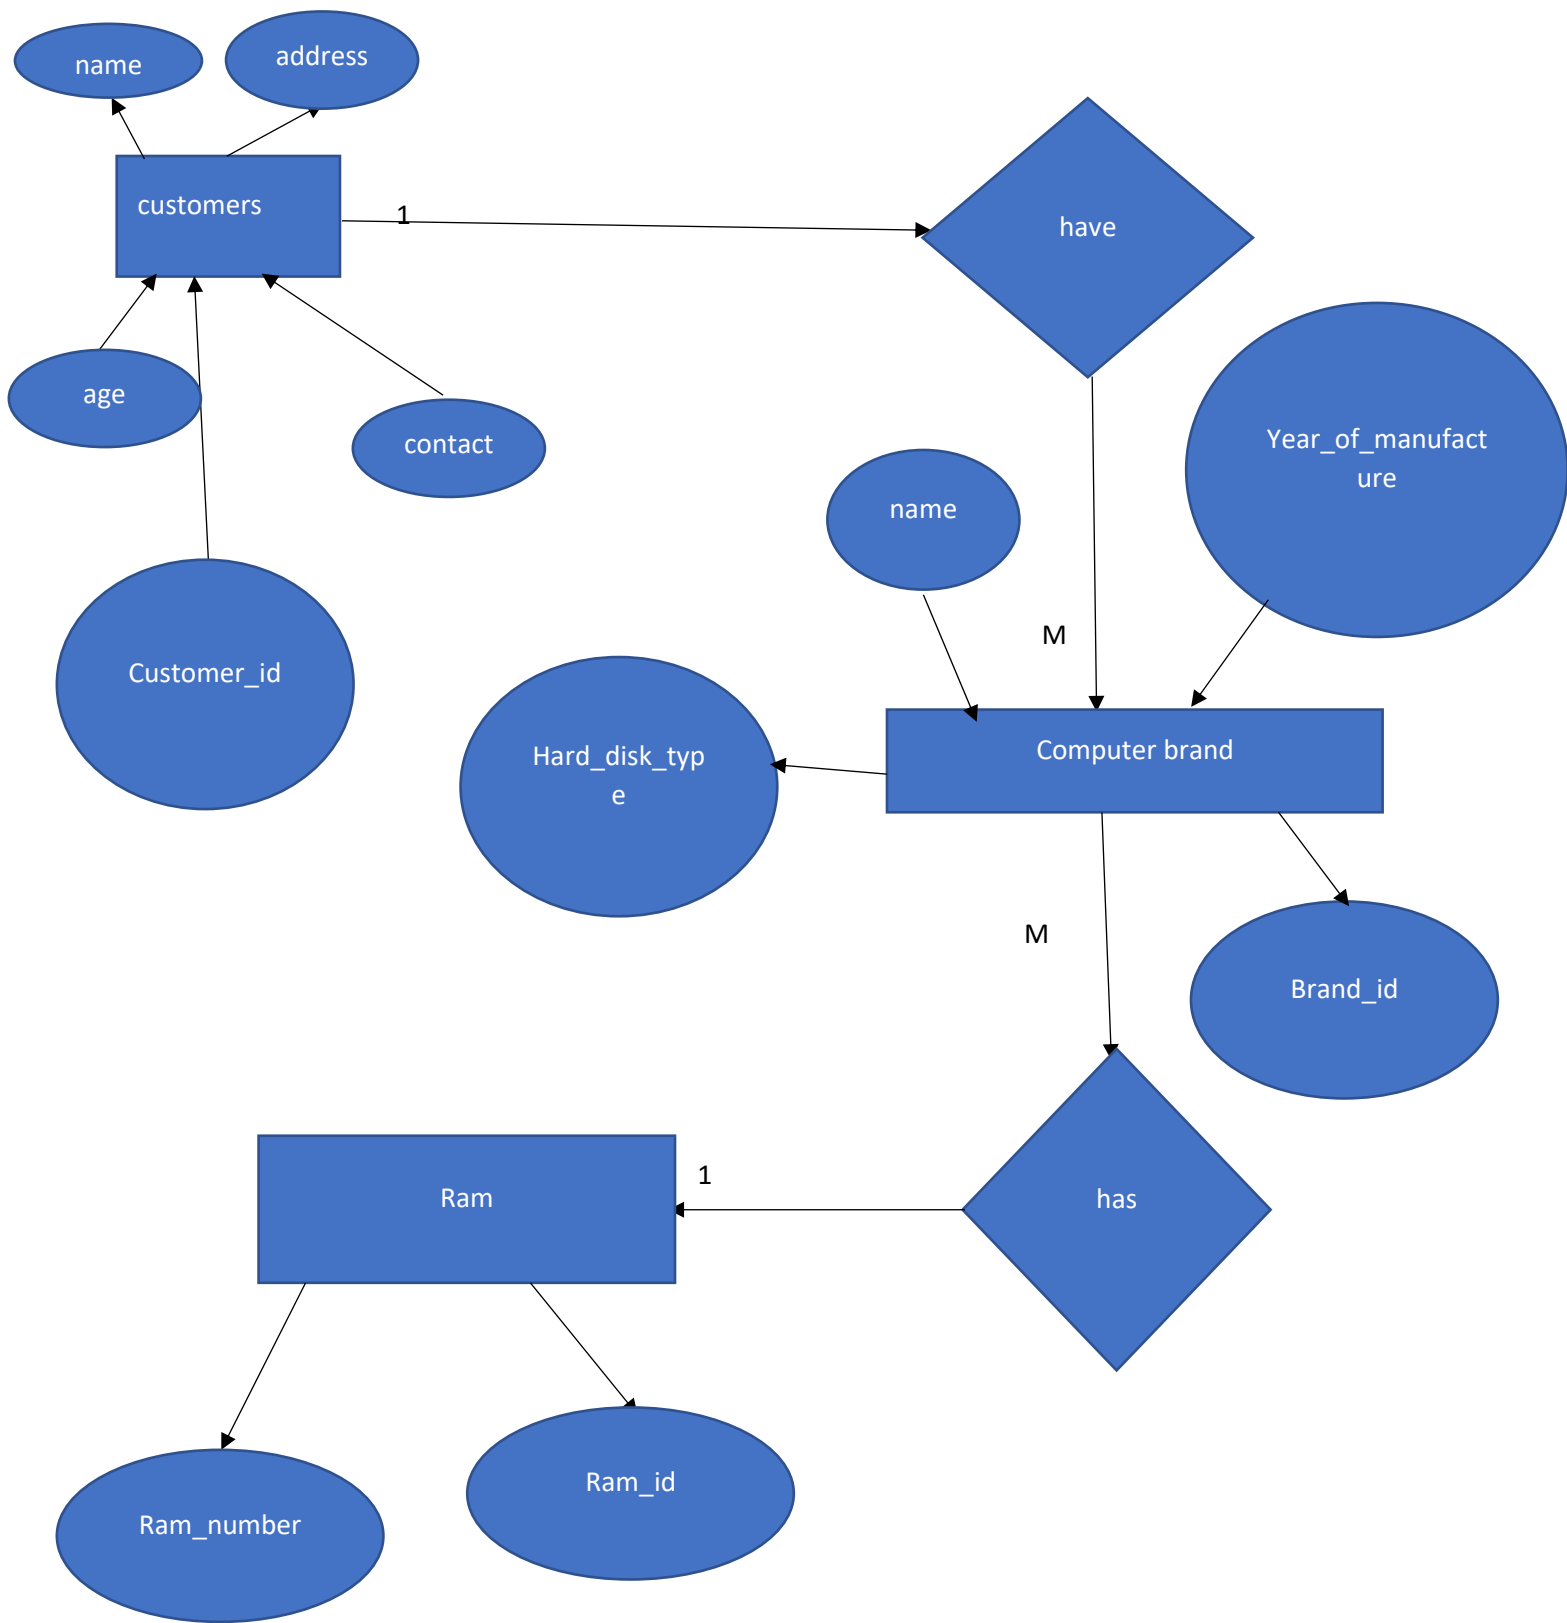 name
address
customers
1
have
age
contact
Year_of_manufact
ure
name
M
Customer_id
Hard_disk_typ
e
Computer brand
M
Brand_id
Ram
1
has
Ram_id
Ram_number